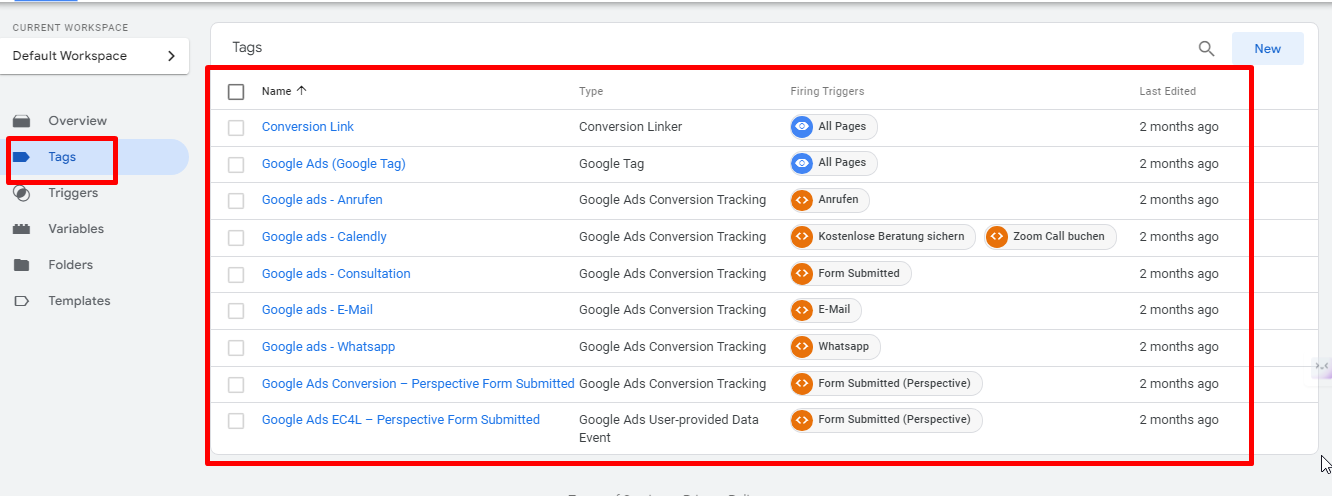 CURRENT WORKSPACE
Default Workspace
Overview
Tags
Triggers
Variables
Folders
Templates
Tags
New
Name Type Firing Triggers Last Edited
Conversion Link Conversion Linker All Pages 2 months ago
Google Ads (Google Tag) Google Tag All Pages 2 months ago
Google ads - Anrufen Google Ads Conversion Tracking Anrufen 2 months ago
Google ads - Calendly Google Ads Conversion Tracking Kostenlose Beratung sichern Zoom Call buchen 2 months ago
Google ads - Consultation Google Ads Conversion Tracking Form Submitted 2 months ago
Google ads - E-Mail Google Ads Conversion Tracking E-Mail 2 months ago
Google ads - Whatsapp Google Ads Conversion Tracking Whatsapp 2 months ago
Google Ads Conversion – Perspective Form Submitted Google Ads Conversion Tracking Form Submitted (Perspective) 2 months ago
Google Ads EC4L – Perspective Form Submitted Google Ads User-provided Data Form Submitted (Perspective) 2 months ago
Event